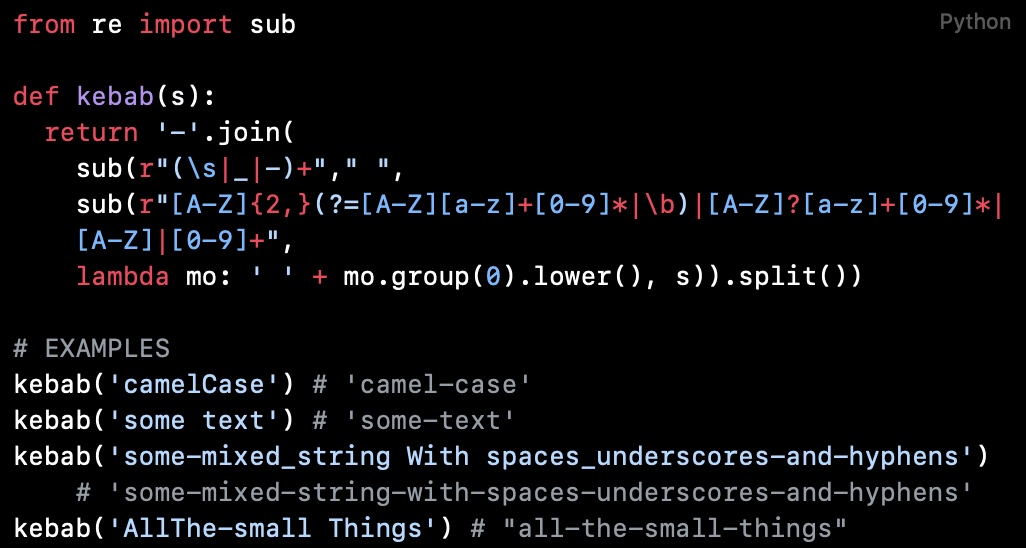 Python
from re import sub
def kebab(s):
  return '-'.join(
    sub(r"(\s|_|-)+"," ",
    sub(r"[A-Z]{2,}(?=[A-Z][a-z]+[0-9]*|\b)|[A-Z]?[a-z]+[0-9]*|
    [A-Z]|[0-9]+",
    lambda mo: ' ' + mo.group(0).lower(), s)).split())
# EXAMPLES
kebab('camelCase') # 'camel-case'
kebab('some text') # 'some-text'
kebab('some-mixed_string With spaces_underscores-and-hyphens')
    # 'some-mixed-string-with-spaces-underscores-and-hyphens'
kebab('AllThe-small Things') # "all-the-small-things"